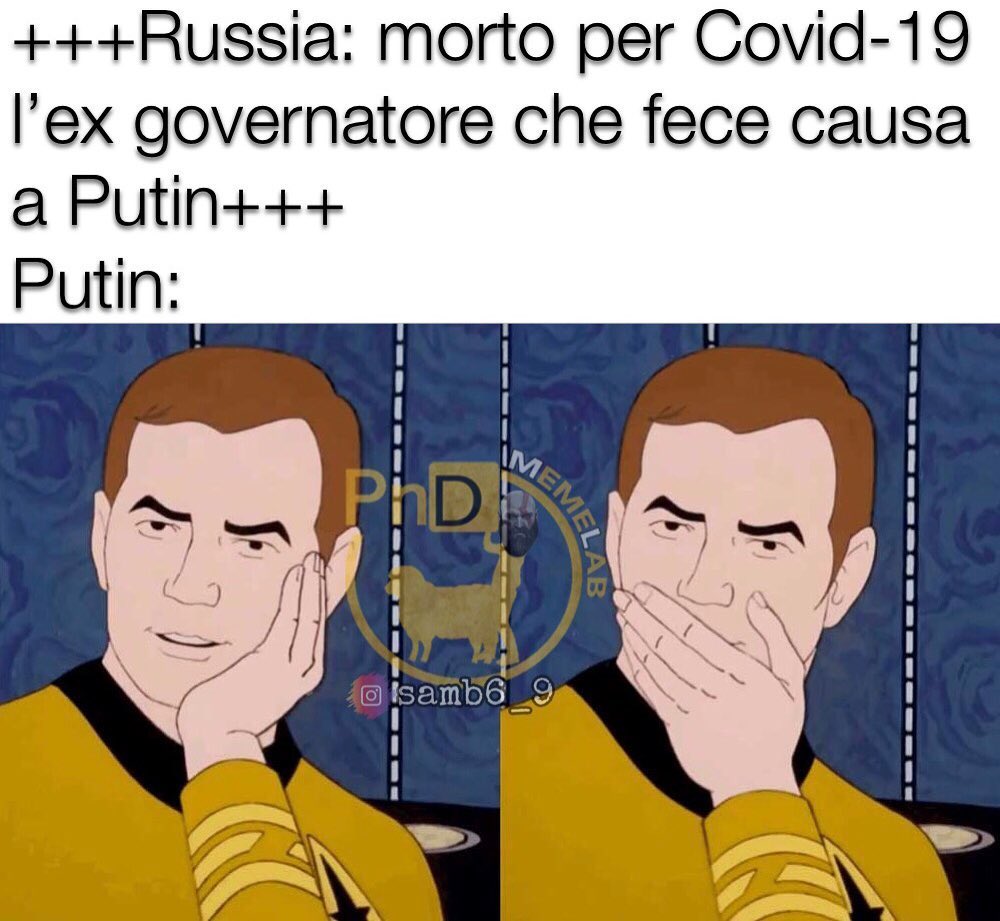 +++Russia: morto per Covid-19
l’ex governatore che fece causa
a Putin+++
Putin:
PnD
MEMELAB
samb6_9